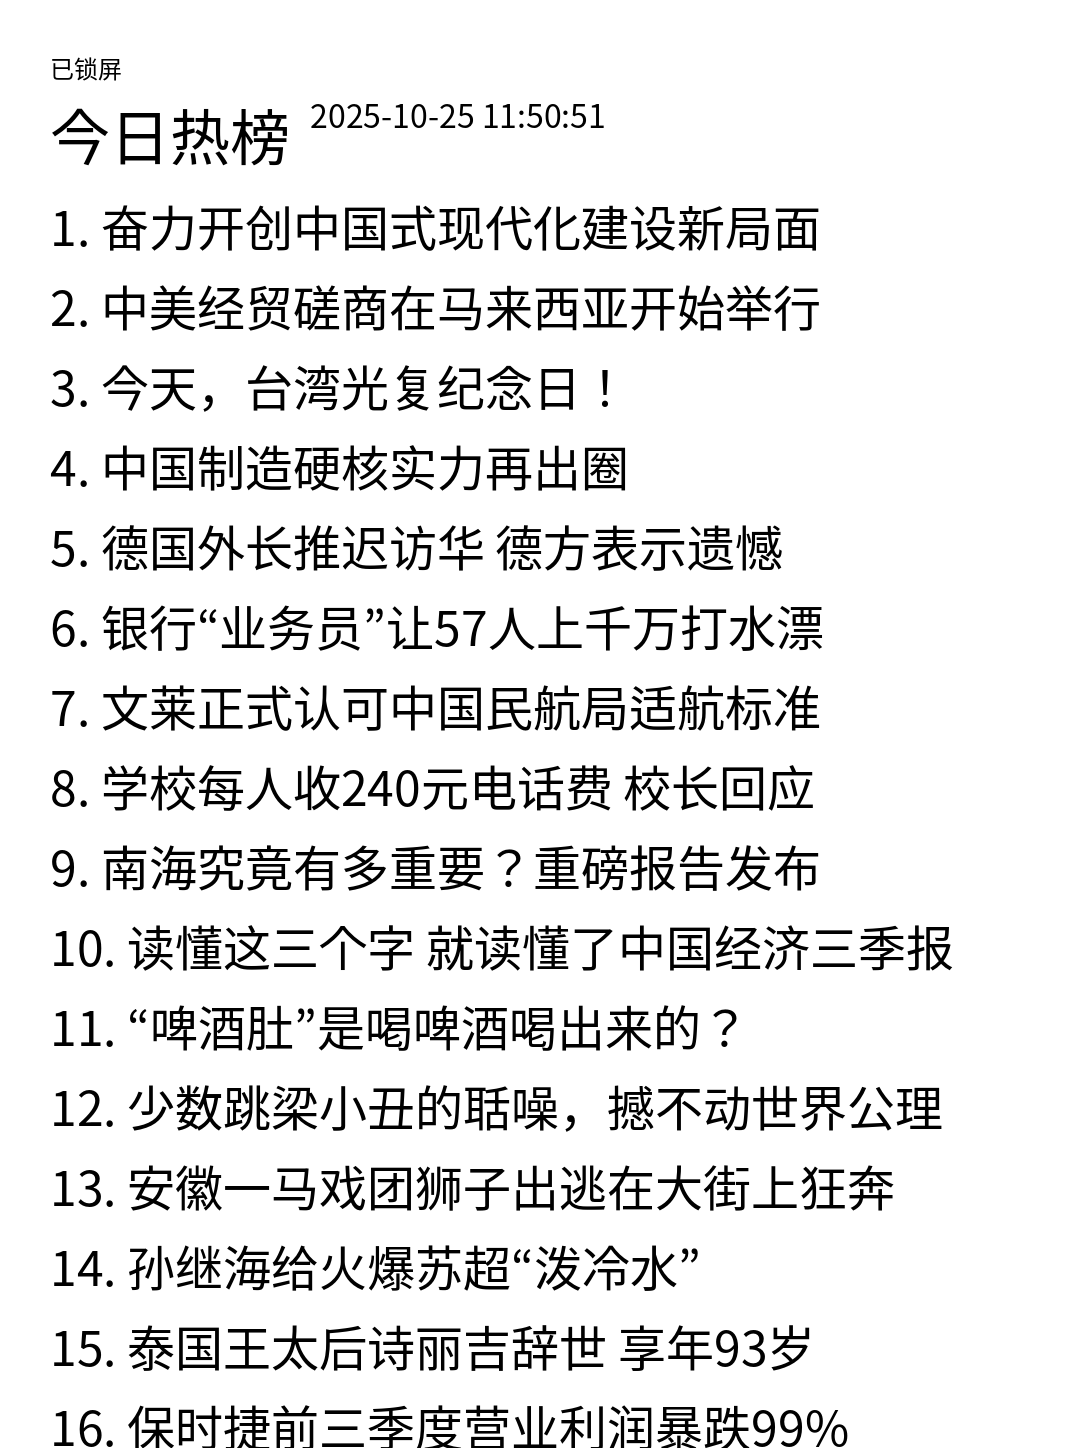 已锁屏
今日热榜 2025-10-25 11:50:51
1. 奋力开创中国式现代化建设新局面
2. 中美经贸磋商在马来西亚开始举行
3. 今天，台湾光复纪念日！
4. 中国制造硬核实力再出圈
5. 德国外长推迟访华 德方表示遗憾
6. 银行“业务员”让57人上千万打水漂
7. 文莱正式认可中国民航局适航标准
8. 学校每人收240元电话费 校长回应
9. 南海究竟有多重要？重磅报告发布
10. 读懂这三个字 就读懂了中国经济三季报
11. “啤酒肚”是喝啤酒喝出来的？
12. 少数跳梁小丑的聒噪，撼不动世界公理
13. 安徽一马戏团狮子出逃在大街上狂奔
14. 孙继海给火爆苏超“泼冷水”
15. 泰国王太后诗丽吉辞世 享年93岁
16. 保时捷前三季度营业利润暴跌99%